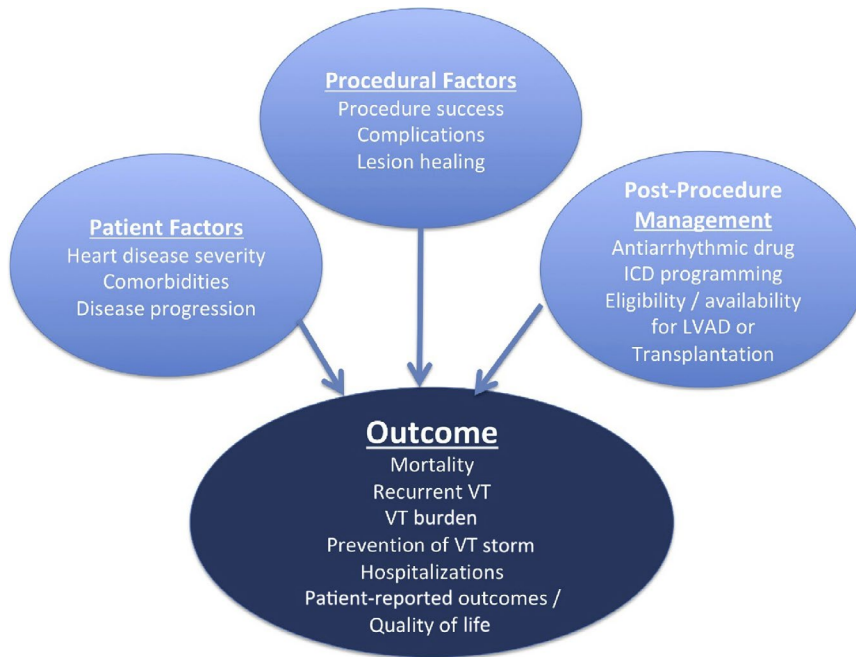 Procedural Factors
Procedure success
Complications
Lesion healing
Patient Factors
Heart disease severity
Comorbidities
Disease progression
Post-Procedure
Management
Antiarrhythmic drug
ICD programming
Eligibility / availability
for LVAD or
Transplantation
Outcome
Mortality
Recurrent VT
VT burden
Prevention of VT storm
Hospitalizations
Patient-reported outcomes /
Quality of life